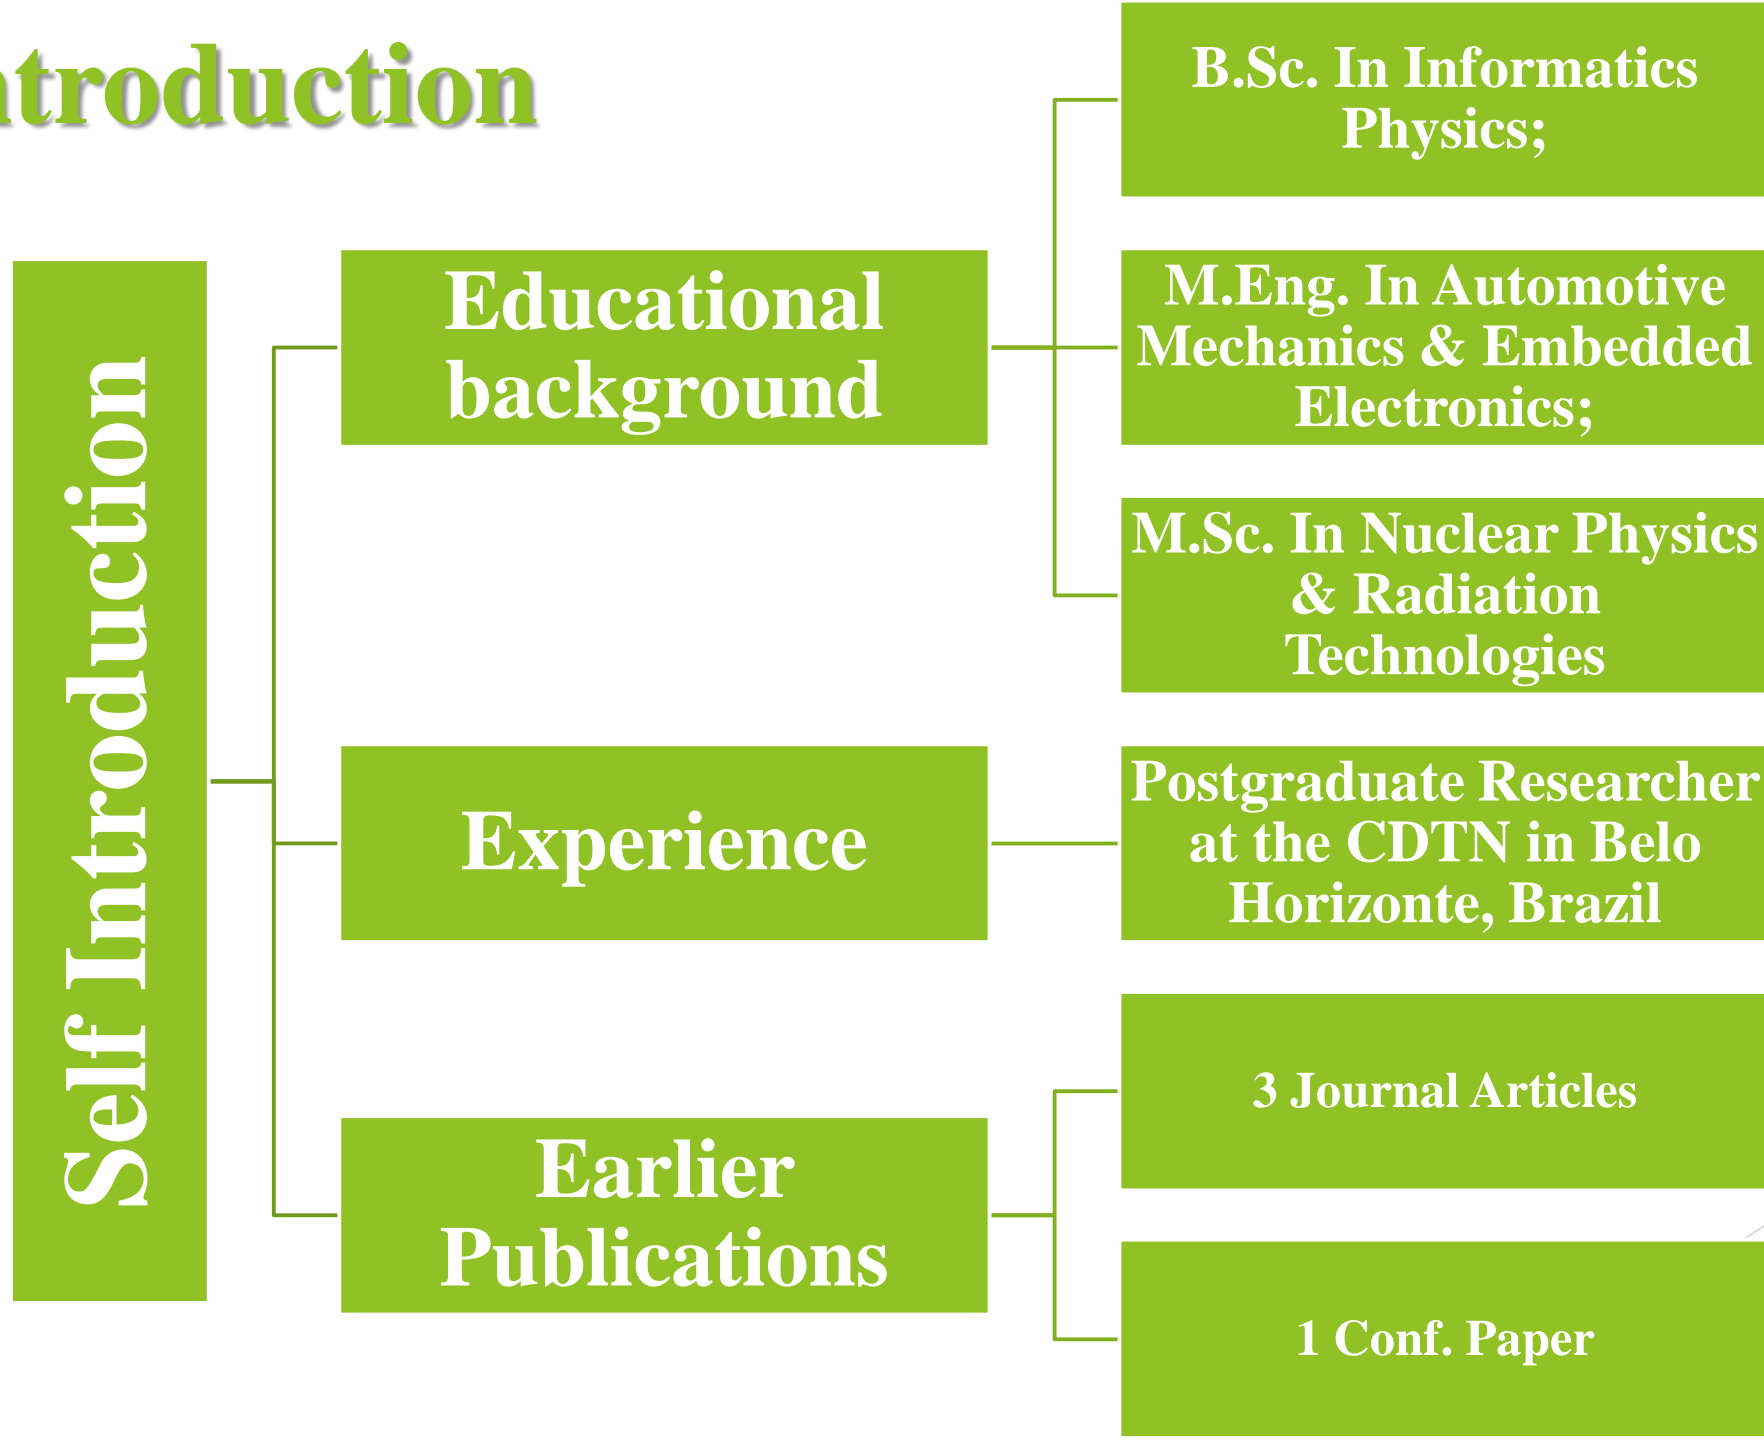 ntroduction
Self Introduction
Educational
background
B.Sc. In Informatics
Physics;
M.Eng. In Automotive
Mechanics & Embedded
Electronics;
M.Sc. In Nuclear Physics
& Radiation
Technologies
Experience
Postgraduate Researcher
at the CDTN in Belo
Horizonte, Brazil
Earlier
Publications
3 Journal Articles
1 Conf. Paper